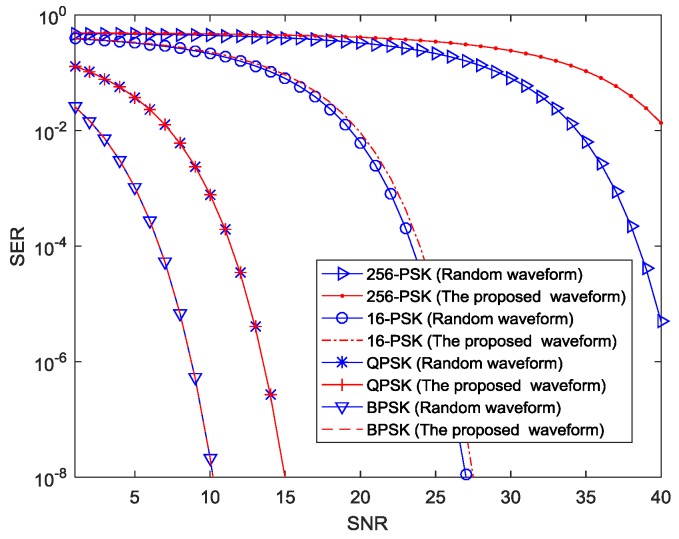 10^0
10^-2
10^-4
10^-6
10^-8
SER
256-PSK (Random waveform)
256-PSK (The proposed waveform)
16-PSK (Random waveform)
16-PSK (The proposed waveform)
QPSK (Random waveform)
QPSK (The proposed waveform)
BPSK (Random waveform)
BPSK (The proposed waveform)
5 10 15 20 25 30 35 40
SNR